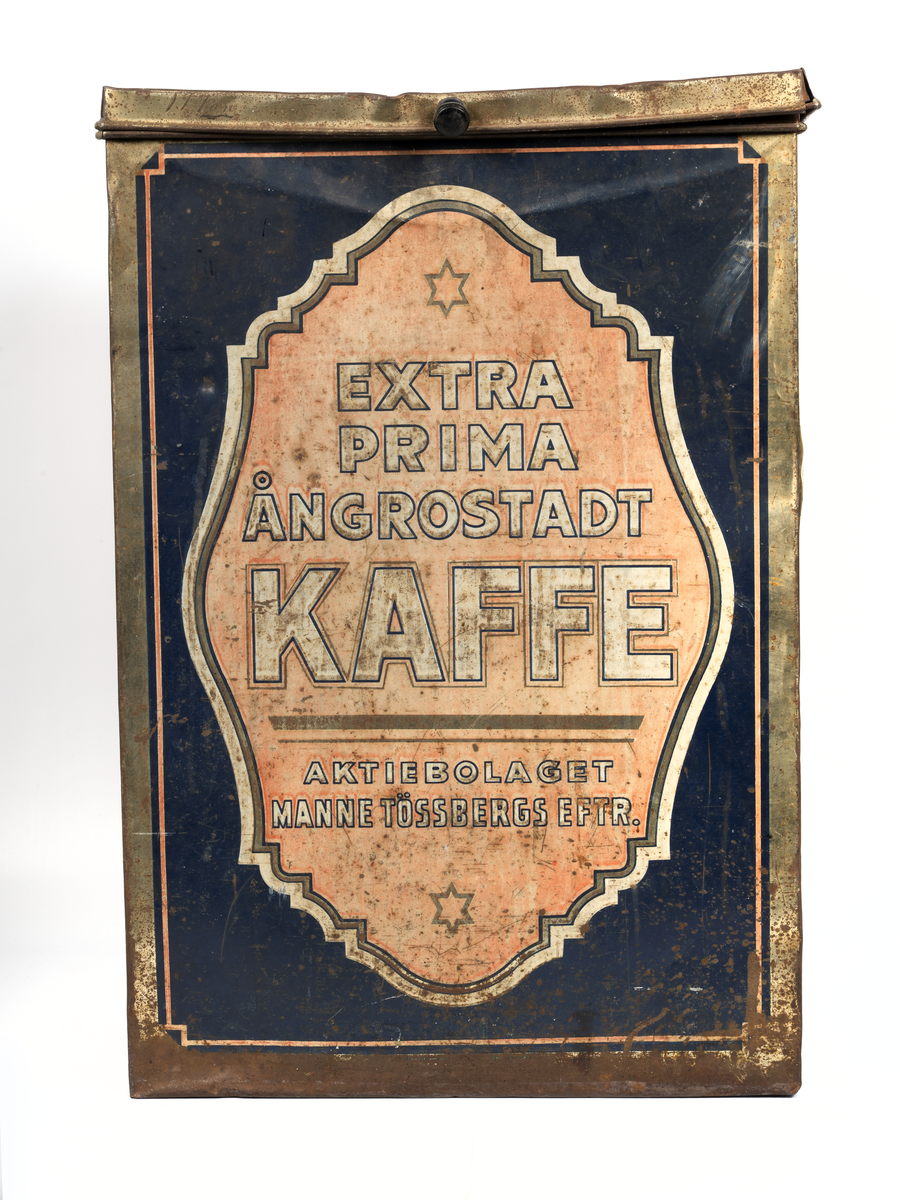 EXTRA
PRIMA
ÅNGROSTADT
KAFFE
AKTIEBOLAGET
MANNE TÖSSBERGS EFTR.